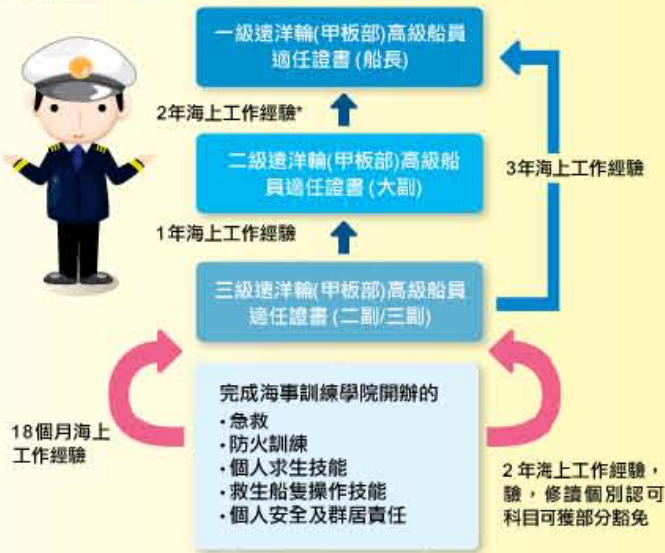 一級遠洋輪(甲板部)高級船員
適任證書 (船長)
2年海上工作經驗*
二級遠洋輪(甲板部)高級船
員適任證書 (大副)
3年海上工作經驗
1年海上工作經驗
三級遠洋輪(甲板部)高級船員
適任證書 (二副/三副)
完成海事訓練學院開辦的
·急救
·防火訓練
·個人求生技能
·救生船隻操作技能
·個人安全及群居責任
18個月海上
工作經驗
2年海上工作經驗，
驗，修讀個別認可
科目可獲部分豁免